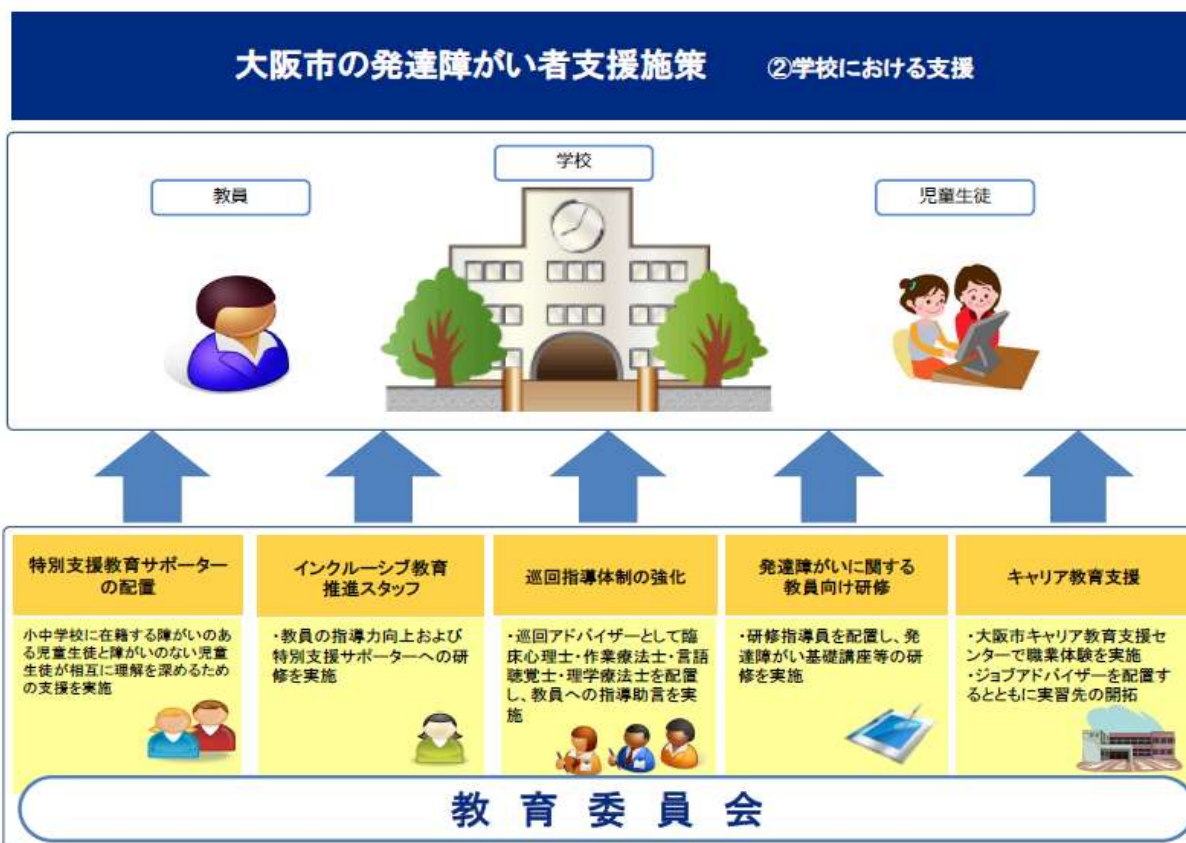 大阪市の発達障がい者支援施策 ②学校における支援
学校
教員
児童生徒
特別支援教育サポーター
の配置
小中学校に在籍する障がいのあ
る児童生徒と障がいのない児童
生徒が相互に理解を深めるため
の支援を実施
インクルーシブ教育
推進スタッフ
・教員の指導力向上および
特別支援サポーターへの研
修を実施
巡回指導体制の強化
・巡回アドバイザーとして臨
床心理士・作業療法士・言語
聴覚士・理学療法士を配置
し、教員への指導助言を実
施
発達障がいに関する
教員向け研修
・研修指導員を配置し、発
達障がい基礎講座等の研
修を実施
キャリア教育支援
・大阪市キャリア教育支援セ
ンターで職業体験を実施
・ジョブアドバイザーを配置す
るとともに実習先の開拓
教育委員会